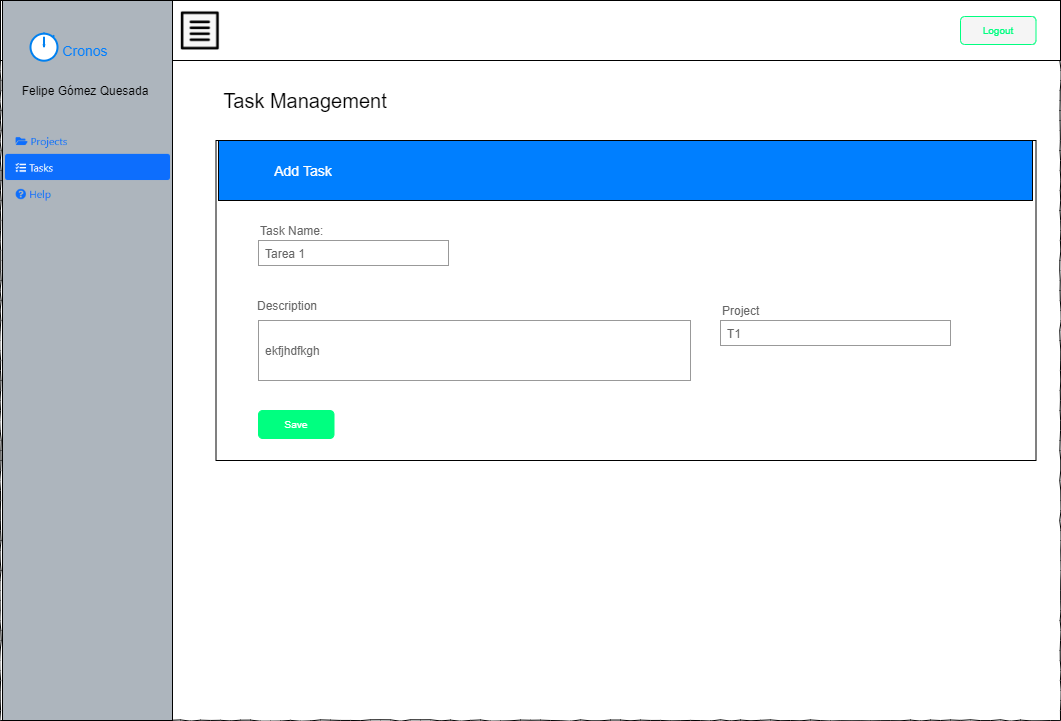 Cronos
Felipe Gómez Quesada
Projects
Tasks
Help
Logout
Task Management
Add Task
Task Name:
Tarea 1
Description
ekfjhdfkgh
Project
T1
Save